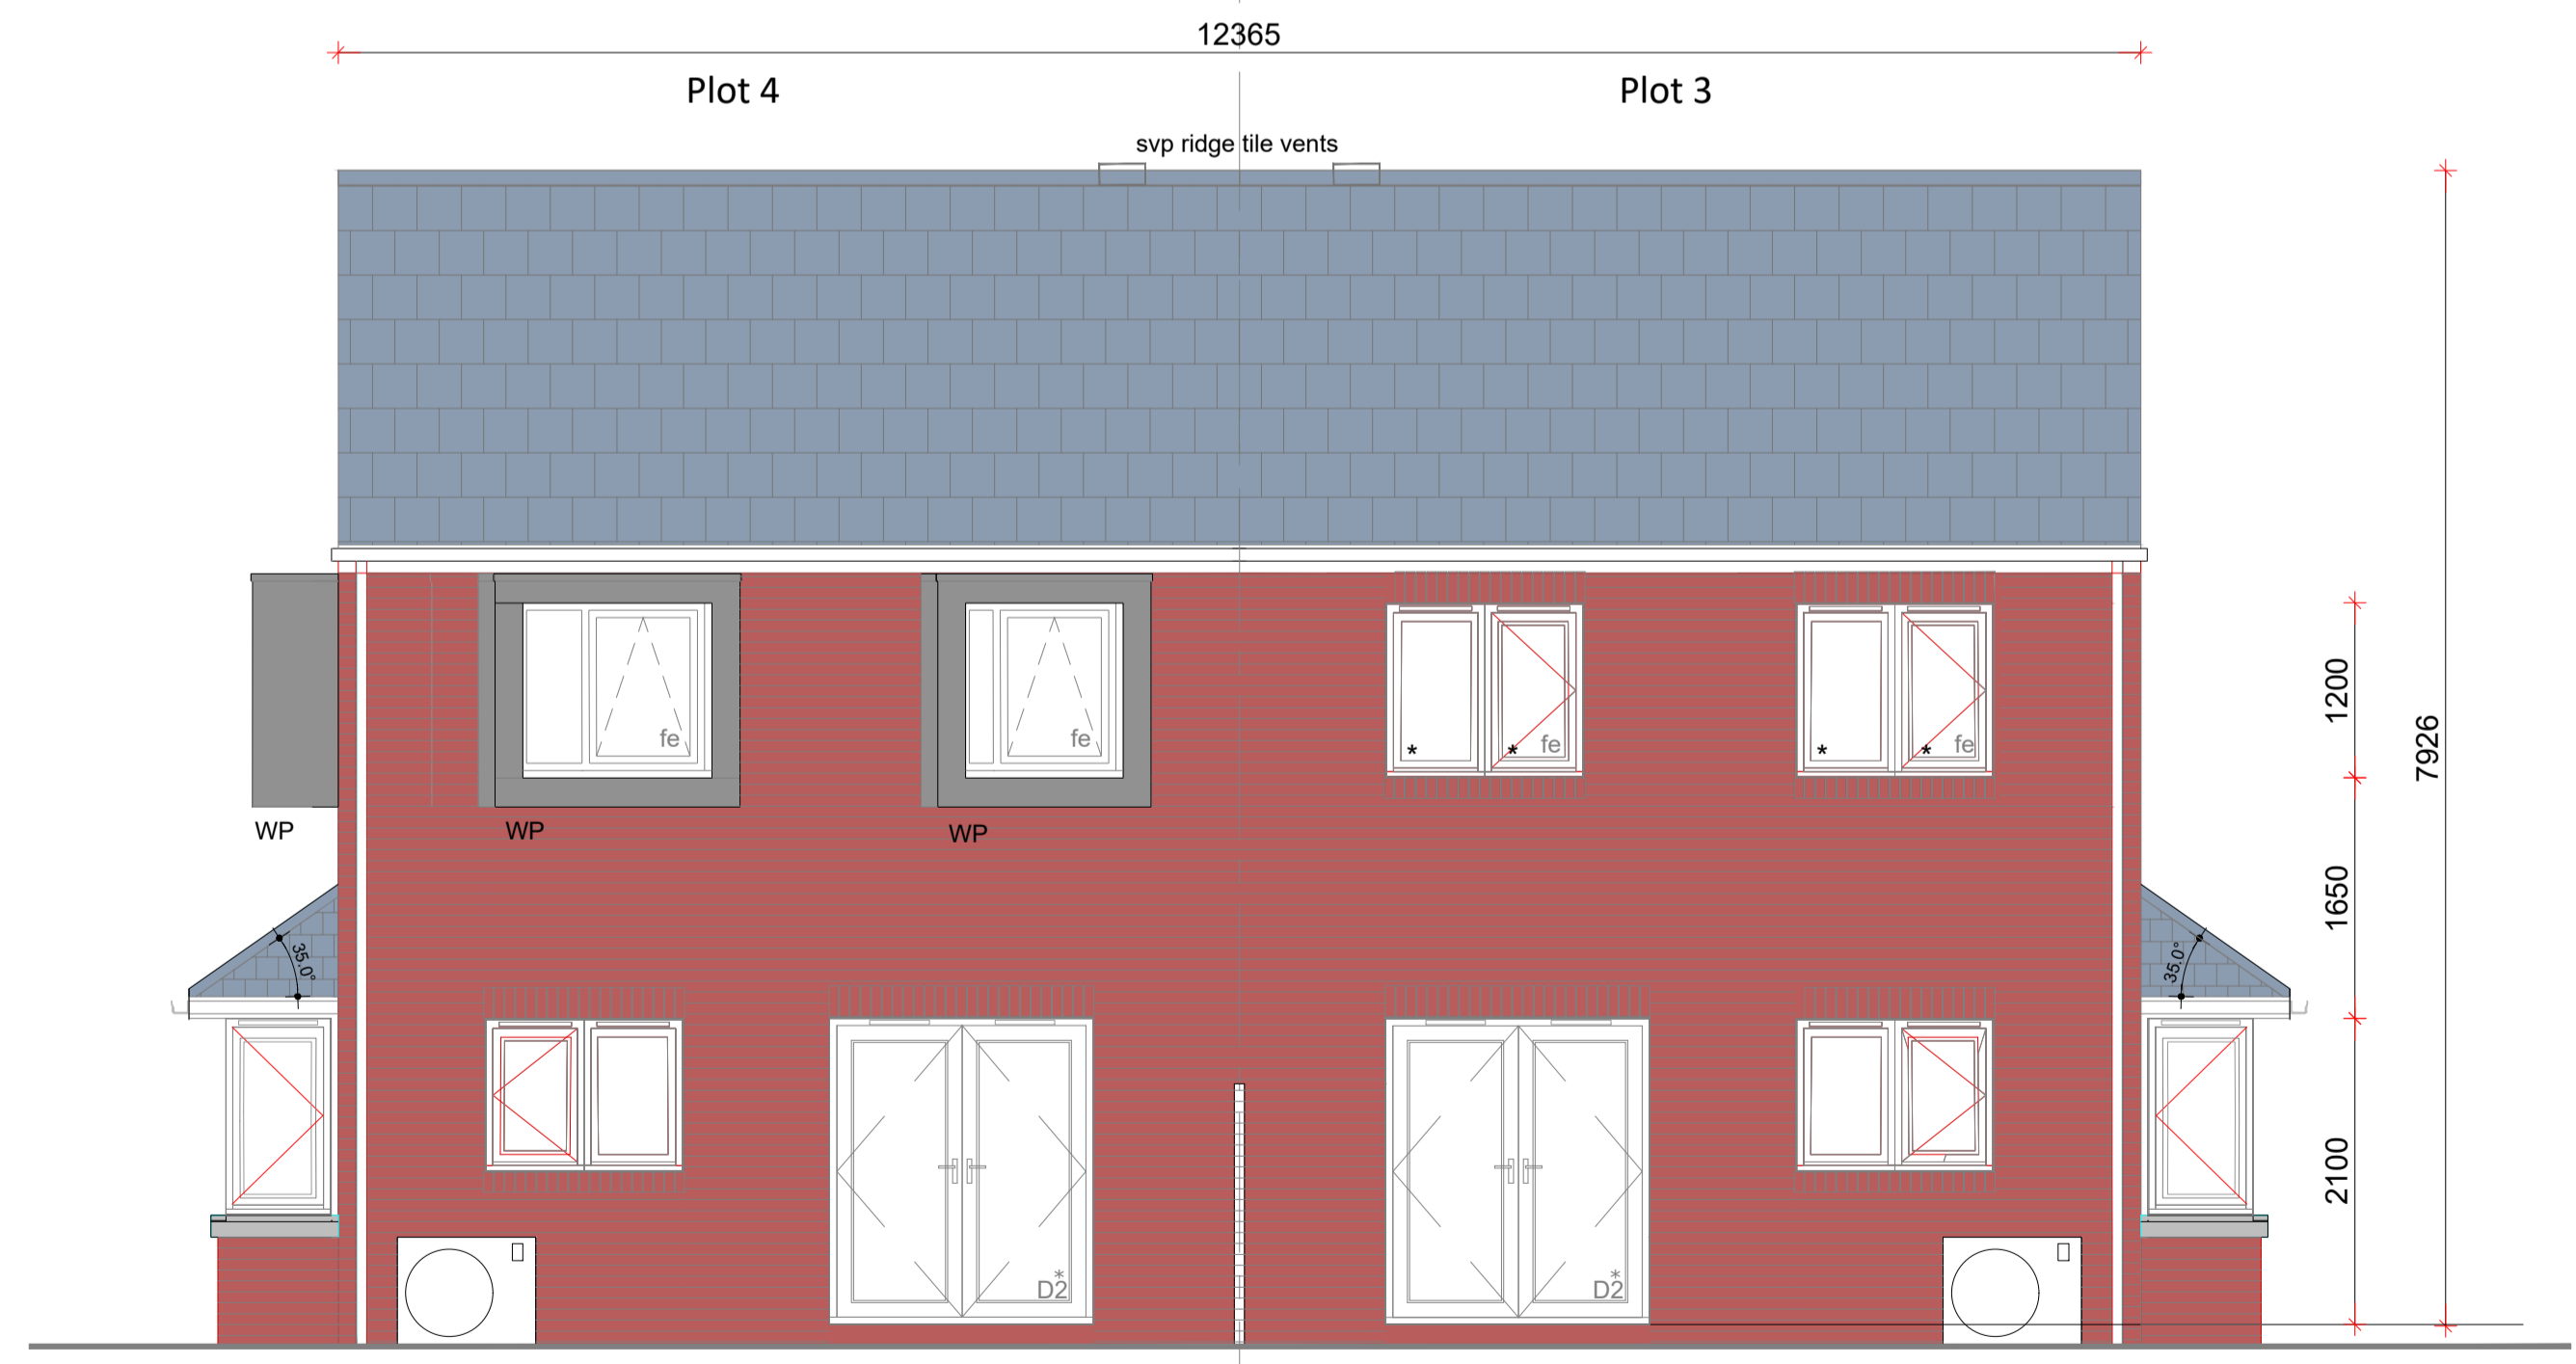 12365
Plot 4
Plot 3
svp ridge tile vents
7926
1200
fe
fe
* * fe
* * fe
WP
WP
WP
1650
35.0°
35.0°
2100
*
D2
*
D2